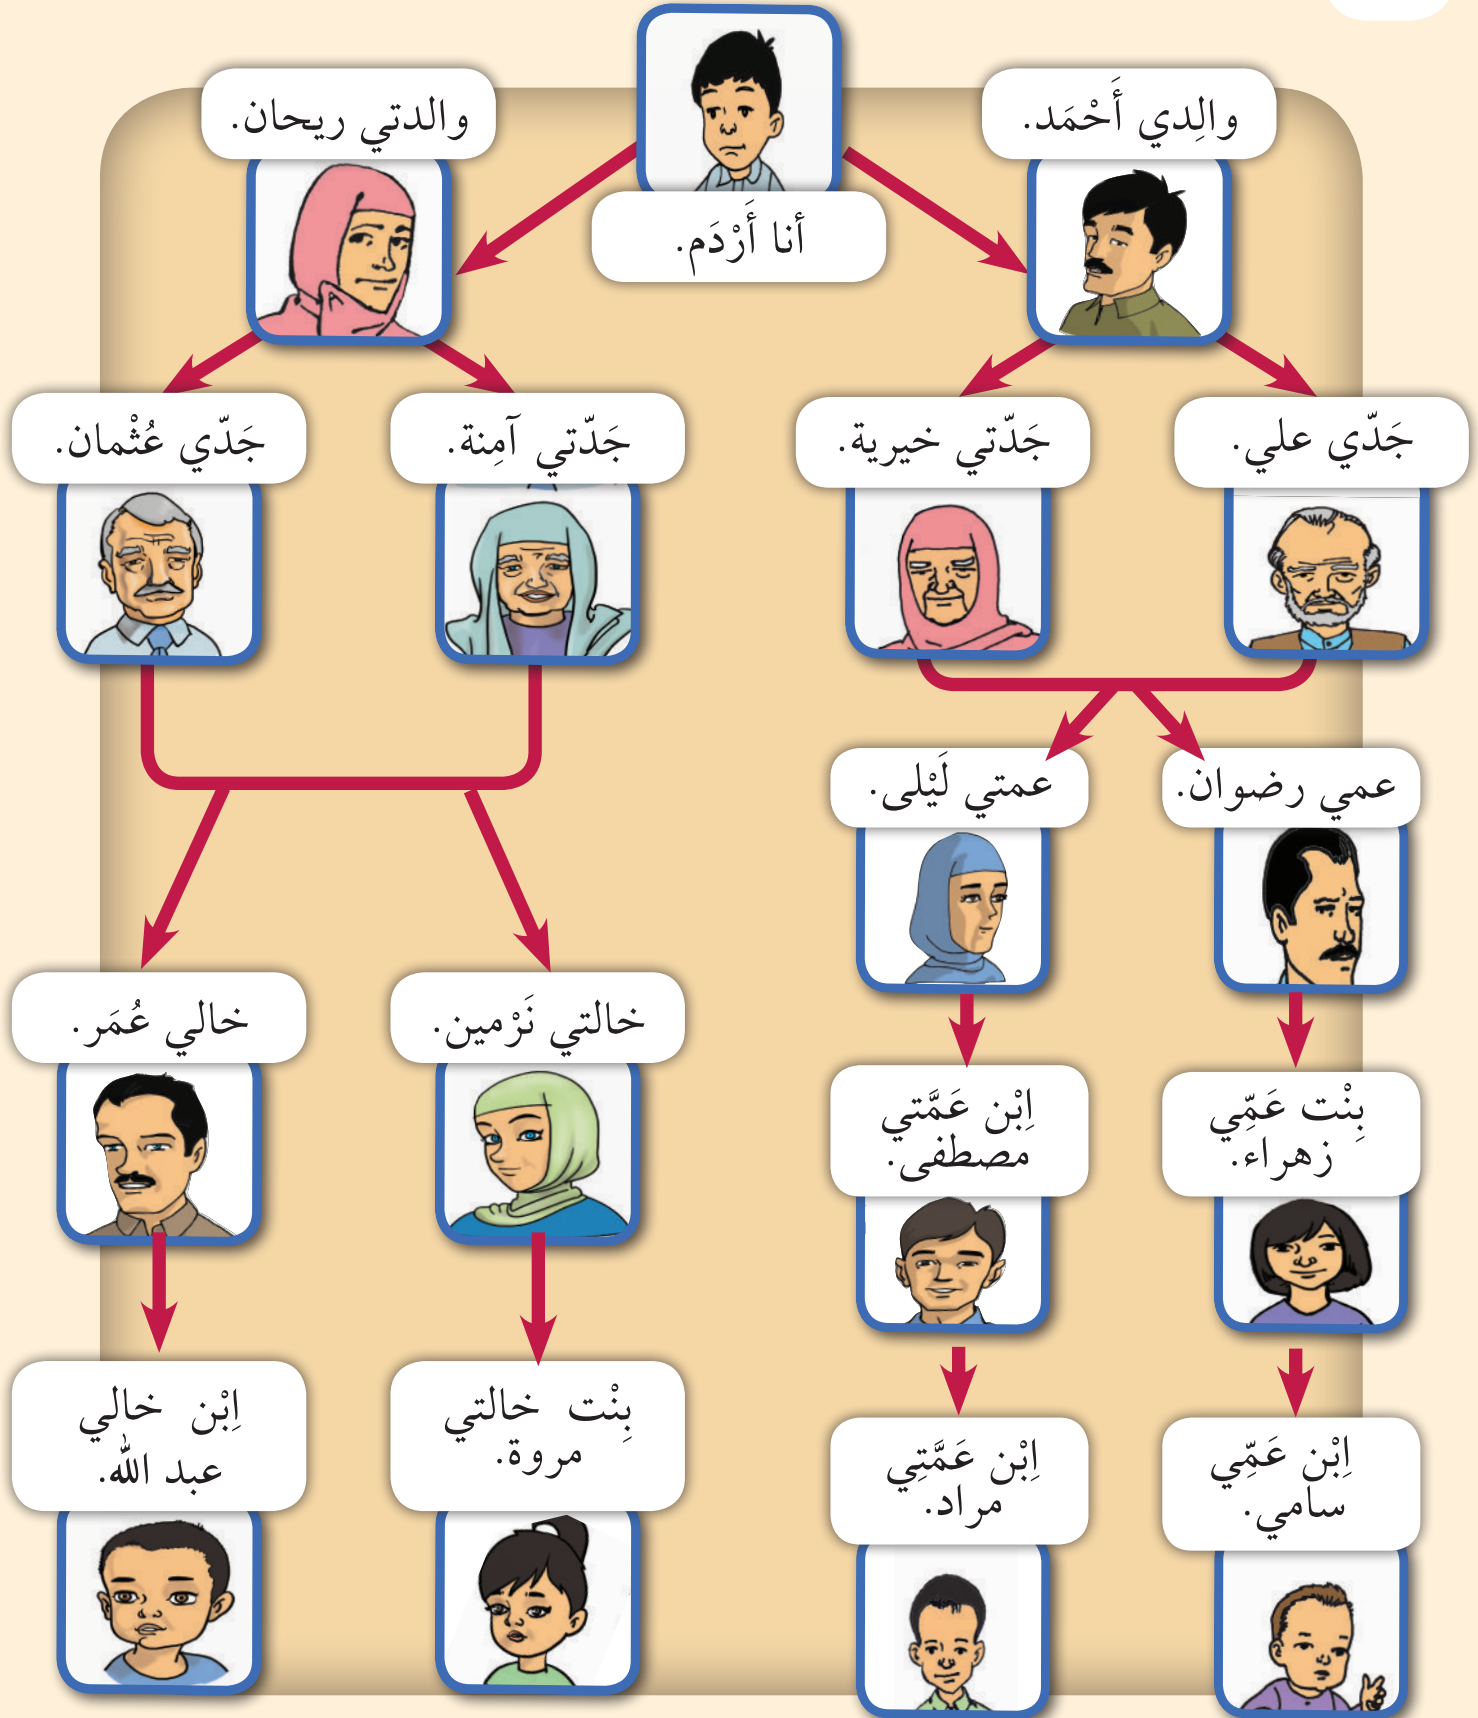 والِدي أَحْمَد.
والدتي ريحان.
أنا أَرْدَم.
جَدّي علي.
جَدّتي خيرية.
جَدّتي آمِنة.
جَدّي عُثْمان.
عمي رضوان.
عمتي لَيْلى.
خالتي نَرْمين.
خالي عُمَر.
بِنْت عَمِّي
زهراء.
اِبْن عَمَّتي
مصطفى.
بِنْت خالتي
مروة.
اِبْن خالي
عبد الله.
اِبْن عَمِّي
سامي.
اِبْن عَمَّتِي
مراد.